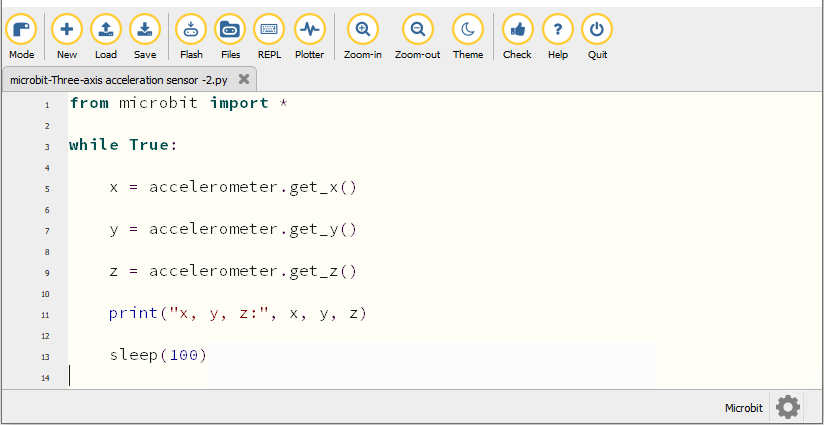 Mode New Load Save Flash Files REPL Plotter Zoom-in Zoom-out Theme Check Help Quit
microbit-Three-axis acceleration sensor -2.py
1 from microbit import *
2
3 while True:
4
5     x = accelerometer.get_x()
6
7     y = accelerometer.get_y()
8
9     z = accelerometer.get_z()
10
11     print("x, y, z:", x, y, z)
12
13     sleep(100)
14
Microbit